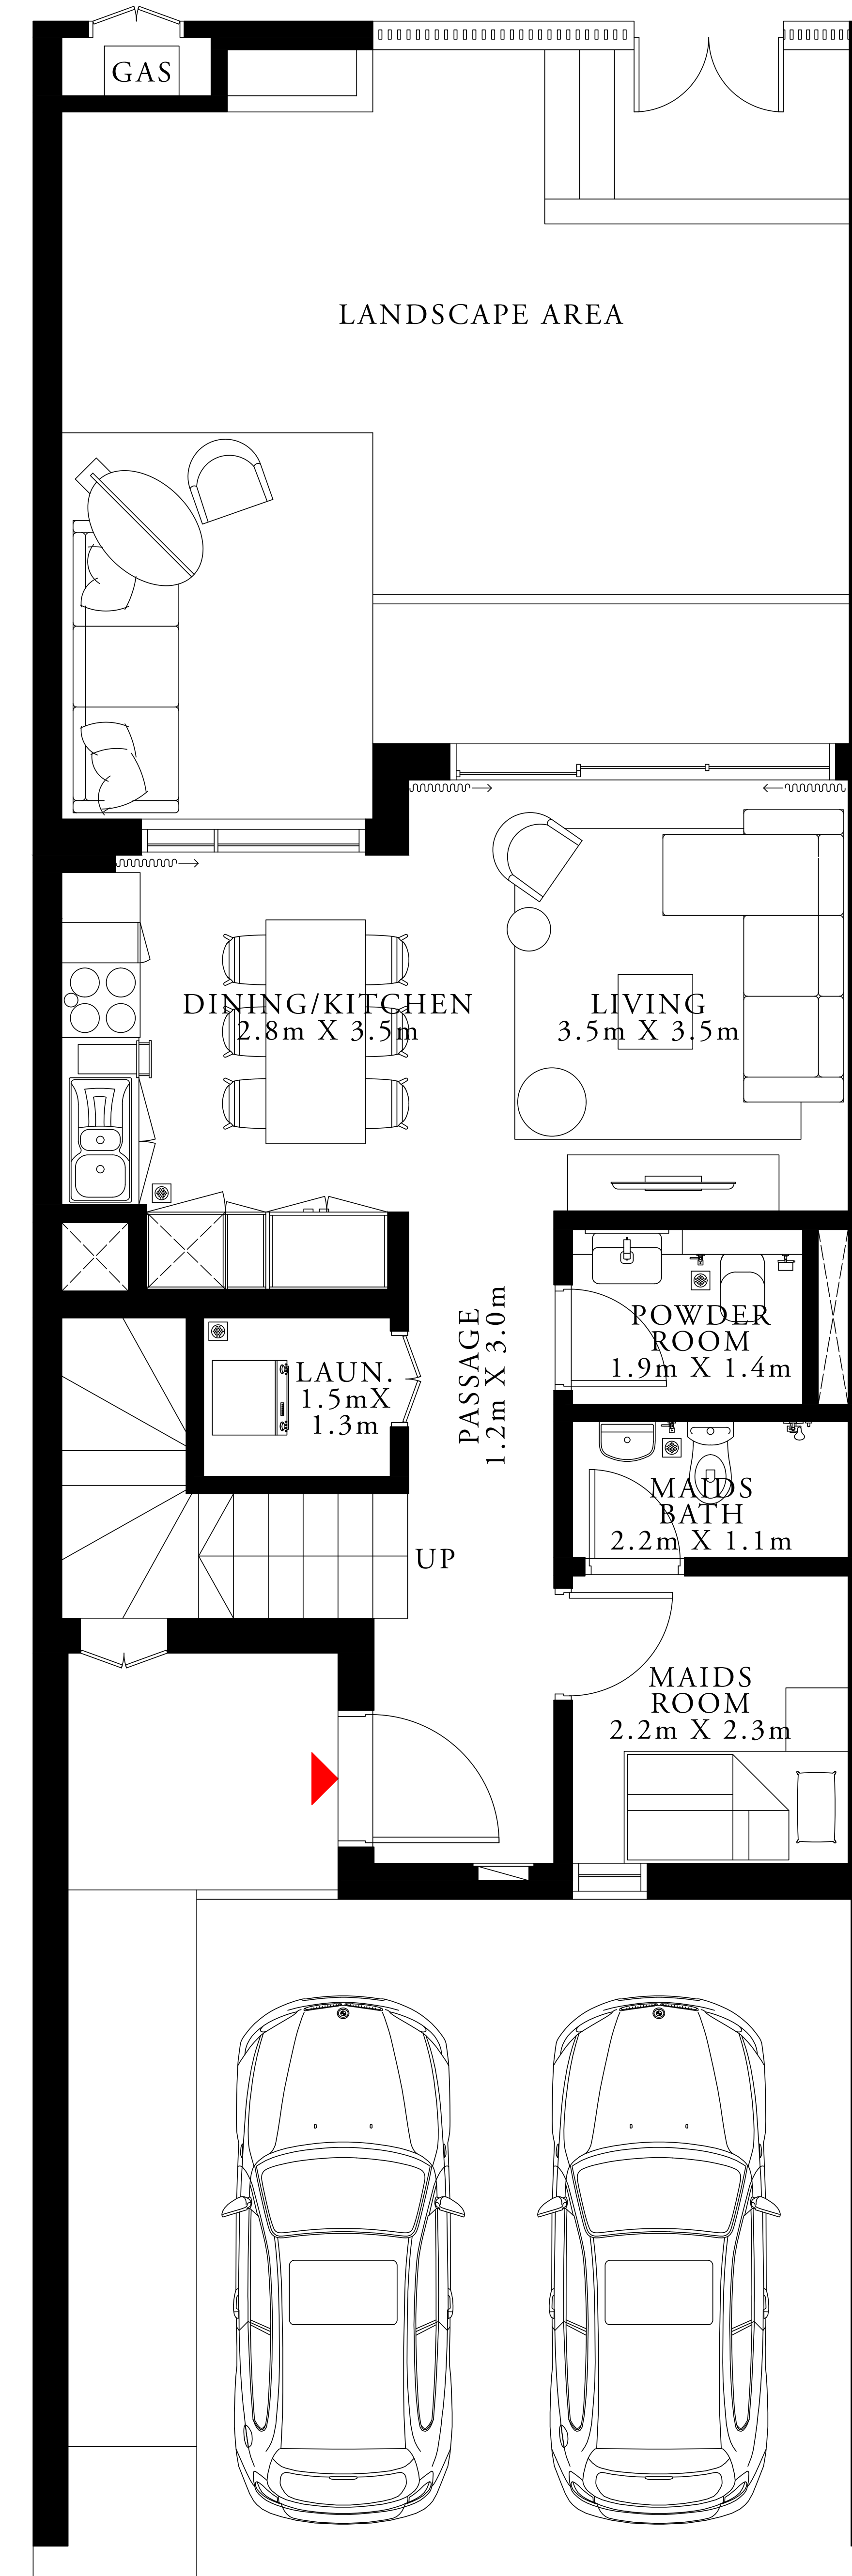 GAS
LANDSCAPE AREA
DINING/KITCHEN
2.8m X 3.5m
LIVING
3.5m X 3.5m
PASSAGE
1.2m X 3.0m
POWDER
ROOM
1.9m X 1.4m
LAUN.
1.5mX
1.3m
MAIDS
BATH
2.2m X 1.1m
UP
MAIDS
ROOM
2.2m X 2.3m